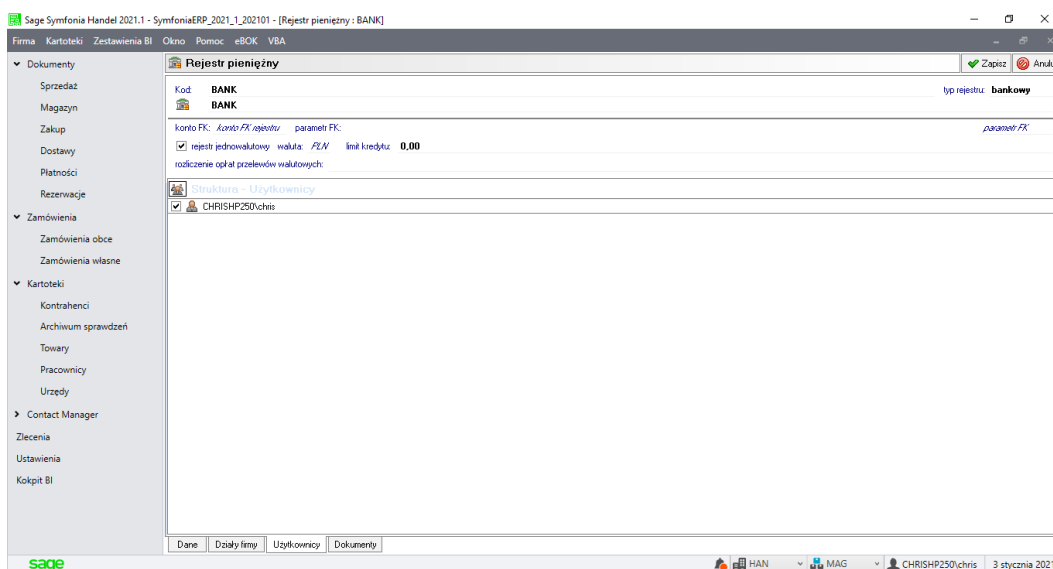 Sage Symfonia Handel 2021.1 - SymfoniaERP_2021_1_202101 - [Rejestr pieniężny : BANK]
Firma Kartoteki Zestawienia BI Okno Pomoc eBOK VBA
Dokumenty
Sprzedaż
Magazyn
Zakup
Dostawy
Płatności
Rezerwacje
Zamówienia
Zamówienia obce
Zamówienia własne
Kartoteki
Kontrahenci
Archiwum sprawdzeń
Towary
Pracownicy
Urzędy
Contact Manager
Zlecenia
Ustawienia
Kokpit BI
Rejestr pieniężny
Zapisz Anulu
Kod: BANK typ rejestru: bankowy
BANK
konto FK: konto FK rejestru parametr FK: parametr FK
rejestr jednowalutowy waluta: PLN limit kredytu: 0,00
rozliczenie opłat przelewów walutowych:
Struktura - Użytkownicy
CHRISHP250\chris
Dane Działy firmy Użytkownicy Dokumenty
sage HAN MAG CHRISHP250\chris 3 stycznia 2021